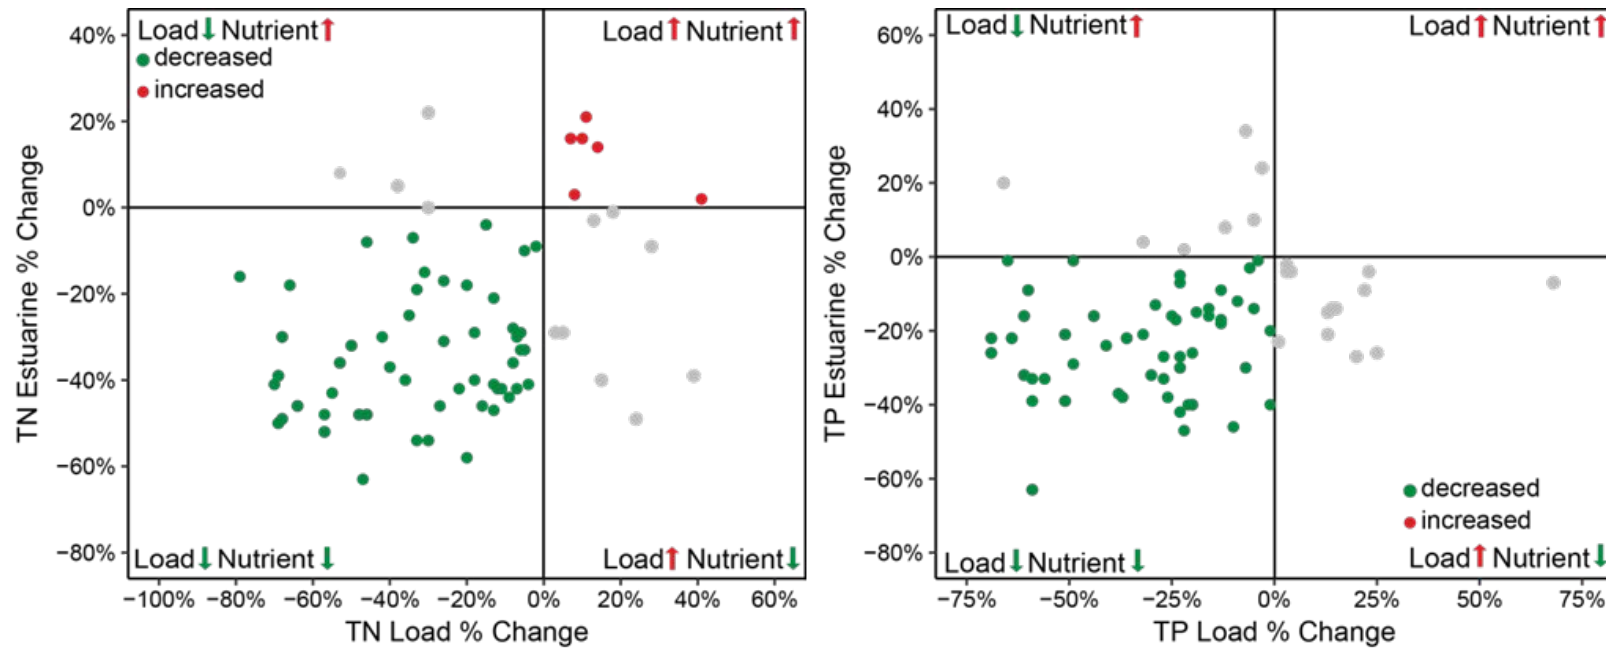 Load↓ Nutrient↑
Load↑ Nutrient↑
decreased
increased
40%
20%
0%
−20%
−40%
−60%
−80%
TN Estuarine % Change
Load↓ Nutrient↓
Load↑ Nutrient↓
−100% −80% −60% −40% −20% 0% 20% 40% 60%
TN Load % Change
Load↓ Nutrient↑
Load↑ Nutrient↑
60%
40%
20%
0%
−20%
−40%
−60%
−80%
TP Estuarine % Change
decreased
increased
Load↓ Nutrient↓
Load↑ Nutrient↓
−75% −50% −25% 0% 25% 50% 75%
TP Load % Change